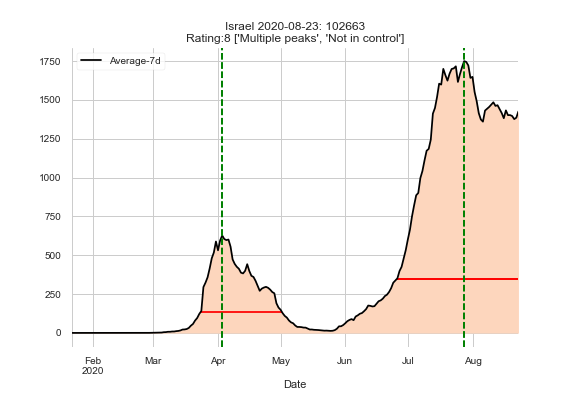 Israel 2020-08-23: 102663
Rating:8 ['Multiple peaks', 'Not in control']
Average-7d
1750
1500
1250
1000
750
500
250
0
Feb Mar Apr May Jun Jul Aug
2020
Date